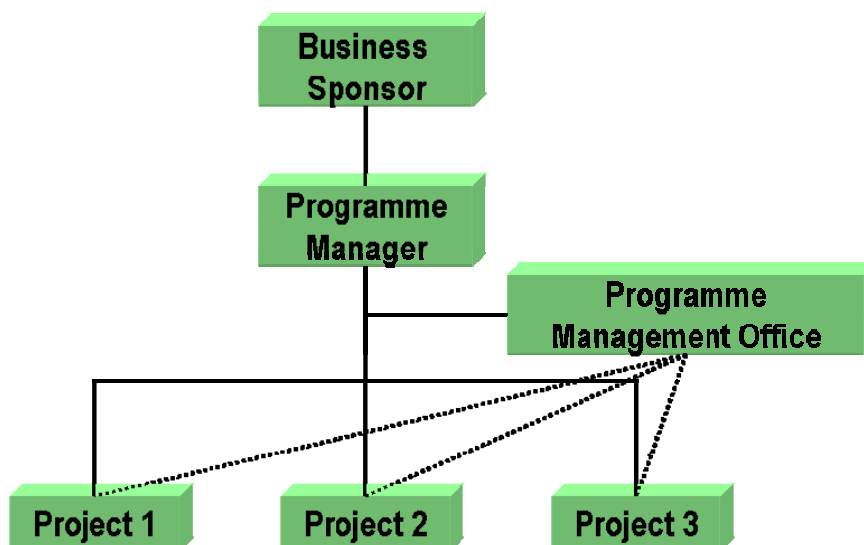 Business
Sponsor
Programme
Manager
Programme
Management Office
Project 1
Project 2
Project 3